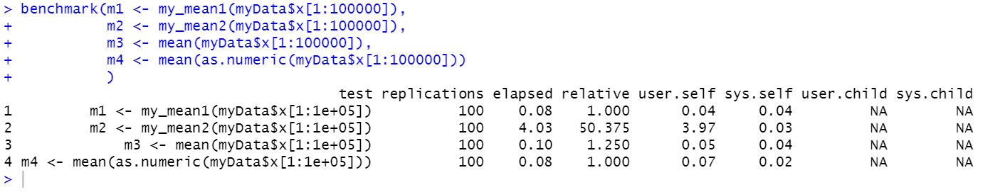 > benchmark(m1 <- my_mean1(myData$x[1:100000]),
+           m2 <- my_mean2(myData$x[1:100000]),
+           m3 <- mean(myData$x[1:100000]),
+           m4 <- mean(as.numeric(myData$x[1:100000]))
+           )
                                      test replications elapsed relative user.self sys.self user.child sys.child
1         m1 <- my_mean1(myData$x[1:1e+05])          100    0.08    1.000      0.04     0.04         NA        NA
2         m2 <- my_mean2(myData$x[1:1e+05])          100    4.03   50.375      3.97     0.03         NA        NA
3             m3 <- mean(myData$x[1:1e+05])          100    0.10    1.250      0.05     0.04         NA        NA
4 m4 <- mean(as.numeric(myData$x[1:1e+05]))          100    0.08    1.000      0.07     0.02         NA        NA
>